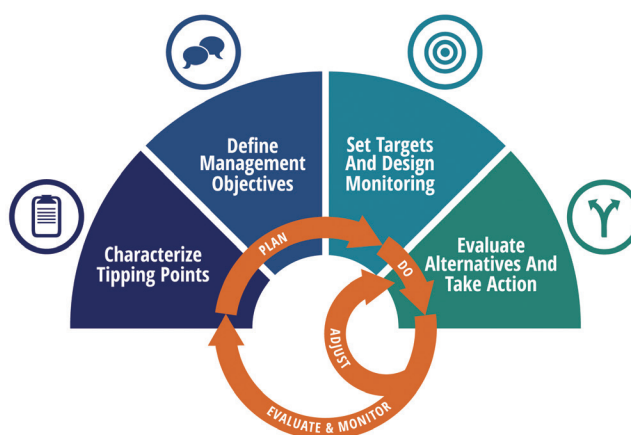 Define
Management
Objectives
Set Targets
And Design
Monitoring
Characterize
Tipping Points
Evaluate
Alternatives And
Take Action
PLAN
DO
ADJUST
EVALUATE & MONITOR